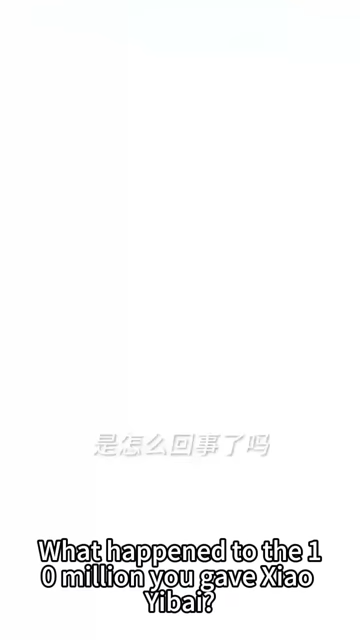 是怎么回事了吗
What happened to the 1
0 million you gave Xiao
Yibai?